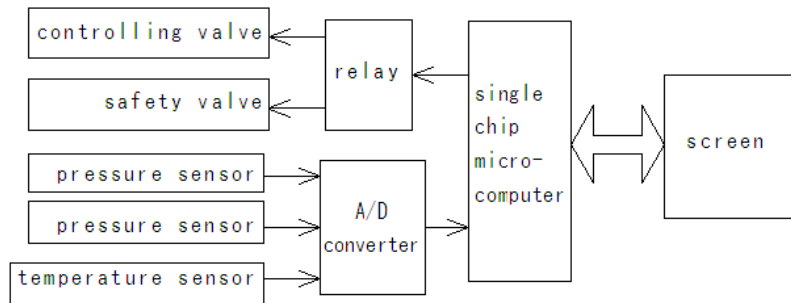 controlling valve
safety valve
relay
single
chip
micro-
computer
screen
pressure sensor
pressure sensor
temperature sensor
A/D
converter